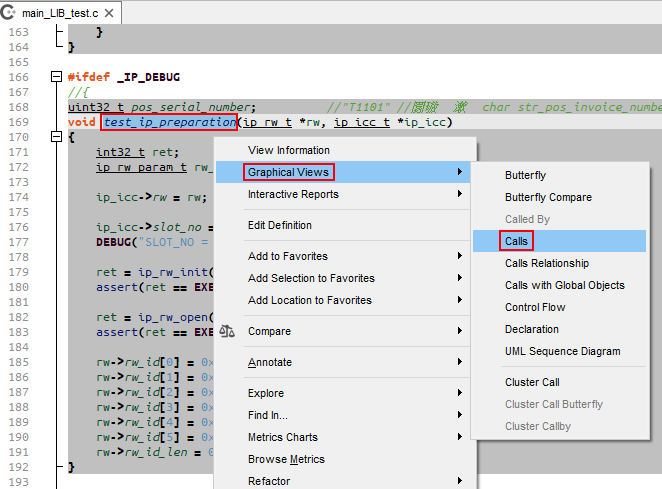 main_LIB_test.c
163 }
164 }
165
166 #ifdef _IP_DEBUG
167 //{
168 uint32_t pos_serial_number; //"T1101" // char str_pos_invoice_numbe
169 void test_ip_preparation(ip_rw_t *rw, ip_icc_t *ip_icc)
170 {
171 int32_t ret;
172 ip_rw_param_t rw_
173
174 ip_icc->rw = rw;
175
176 ip_icc->slot_no =
177 DEBUG("SLOT_NO =
178
179 ret = ip_rw_init(
180 assert(ret == EXE
181
182 ret = ip_rw_open(
183 assert(ret == EXE
184
185 rw->rw_id[0] = 0x
186 rw->rw_id[1] = 0x
187 rw->rw_id[2] = 0x
188 rw->rw_id[3] = 0x
189 rw->rw_id[4] = 0x
190 rw->rw_id[5] = 0x
191 rw->rw_id_len = 0
192 }
193
View Information
Graphical Views
Interactive Reports
Edit Definition
Add to Favorites
Add Selection to Favorites
Add Location to Favorites
Compare
Annotate
Explore
Find In...
Metrics Charts
Browse Metrics
Refactor
Butterfly
Butterfly Compare
Called By
Calls
Calls Relationship
Calls with Global Objects
Control Flow
Declaration
UML Sequence Diagram
Cluster Call
Cluster Call Butterfly
Cluster Callby